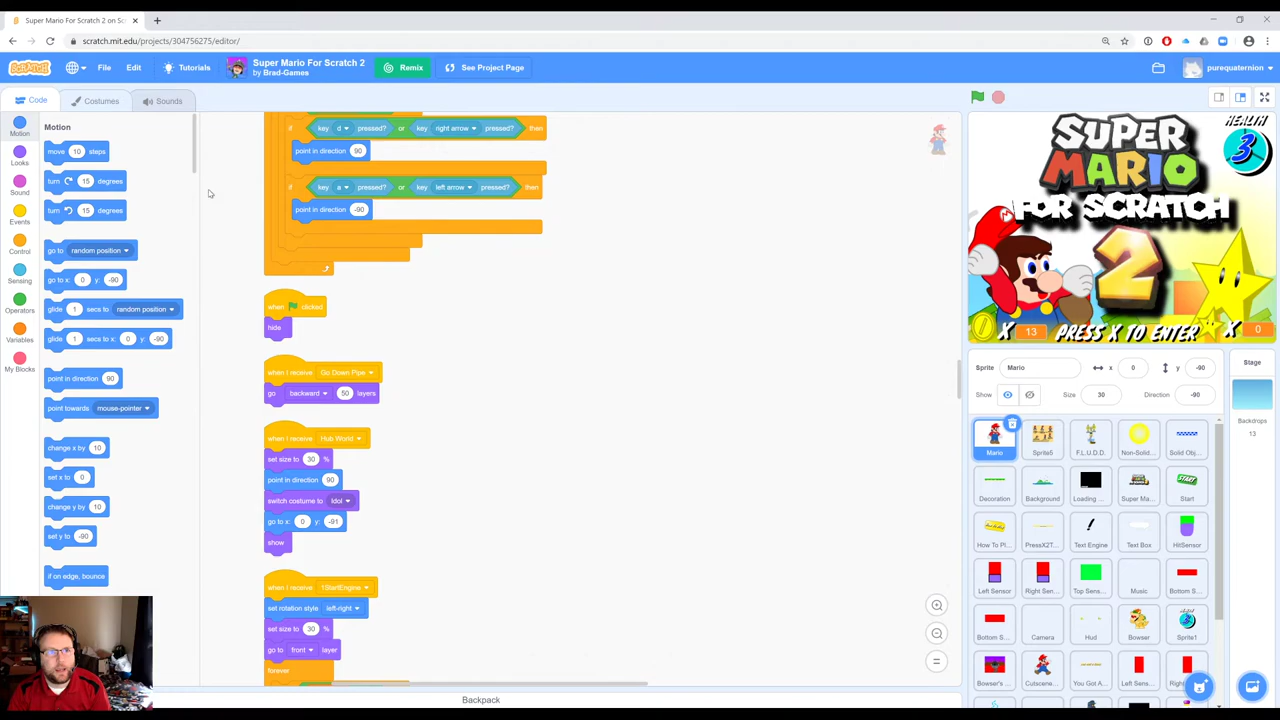 Super Mario For Scratch 2 on Sc
scratch.mit.edu/projects/304756275/editor/
SCRATCH
File
Edit
Tutorials
Super Mario For Scratch 2
by Brad-Games
Remix
See Project Page
purequaternion
Code
Costumes
Sounds
Motion
Looks
Sound
Events
Control
Sensing
Operators
Variables
My Blocks
Motion
move 10 steps
turn 15 degrees
turn 15 degrees
go to random position
go to x: 0 y: -90
glide 1 secs to random position
glide 1 secs to x: 0 y: -90
point in direction 90
point towards mouse-pointer
change x by 10
set x to 0
change y by 10
set y to -90
if on edge, bounce
if key d pressed? or key right arrow pressed? then
point in direction 90
if key a pressed? or key left arrow pressed? then
point in direction -90
when clicked
hide
when I receive Go Down Pipe
go backward 50 layers
when I receive Hub World
set size to 30 %
point in direction 90
switch costume to Idol
go to x: 0 y: -91
show
when I receive 1StartEngine
set rotation style left-right
set size to 30 %
go to front layer
forever
Backpack
SUPER
MARIO
FOR SCRATCH
2
HEALTH
3
X 13 PRESS X TO ENTER X 0
Sprite Mario x 0 y -90
Show Size 30 Direction -90
Stage
Backdrops
13
Mario
Sprite5
F.L.U.D.D.
Non-Solid...
Solid Obj...
Decoration
Background
Loading ...
Super Ma...
START
Start
How To Pl...
PressX2T...
Text Engine
Text Box
HitSensor
Left Sensor
Right Sen...
Top Sens...
Music
Bottom S...
Bottom S...
Camera
Hud
Bowser
Sprite1
Bowser's ...
Cutscene...
You Got A...
Left Sens...